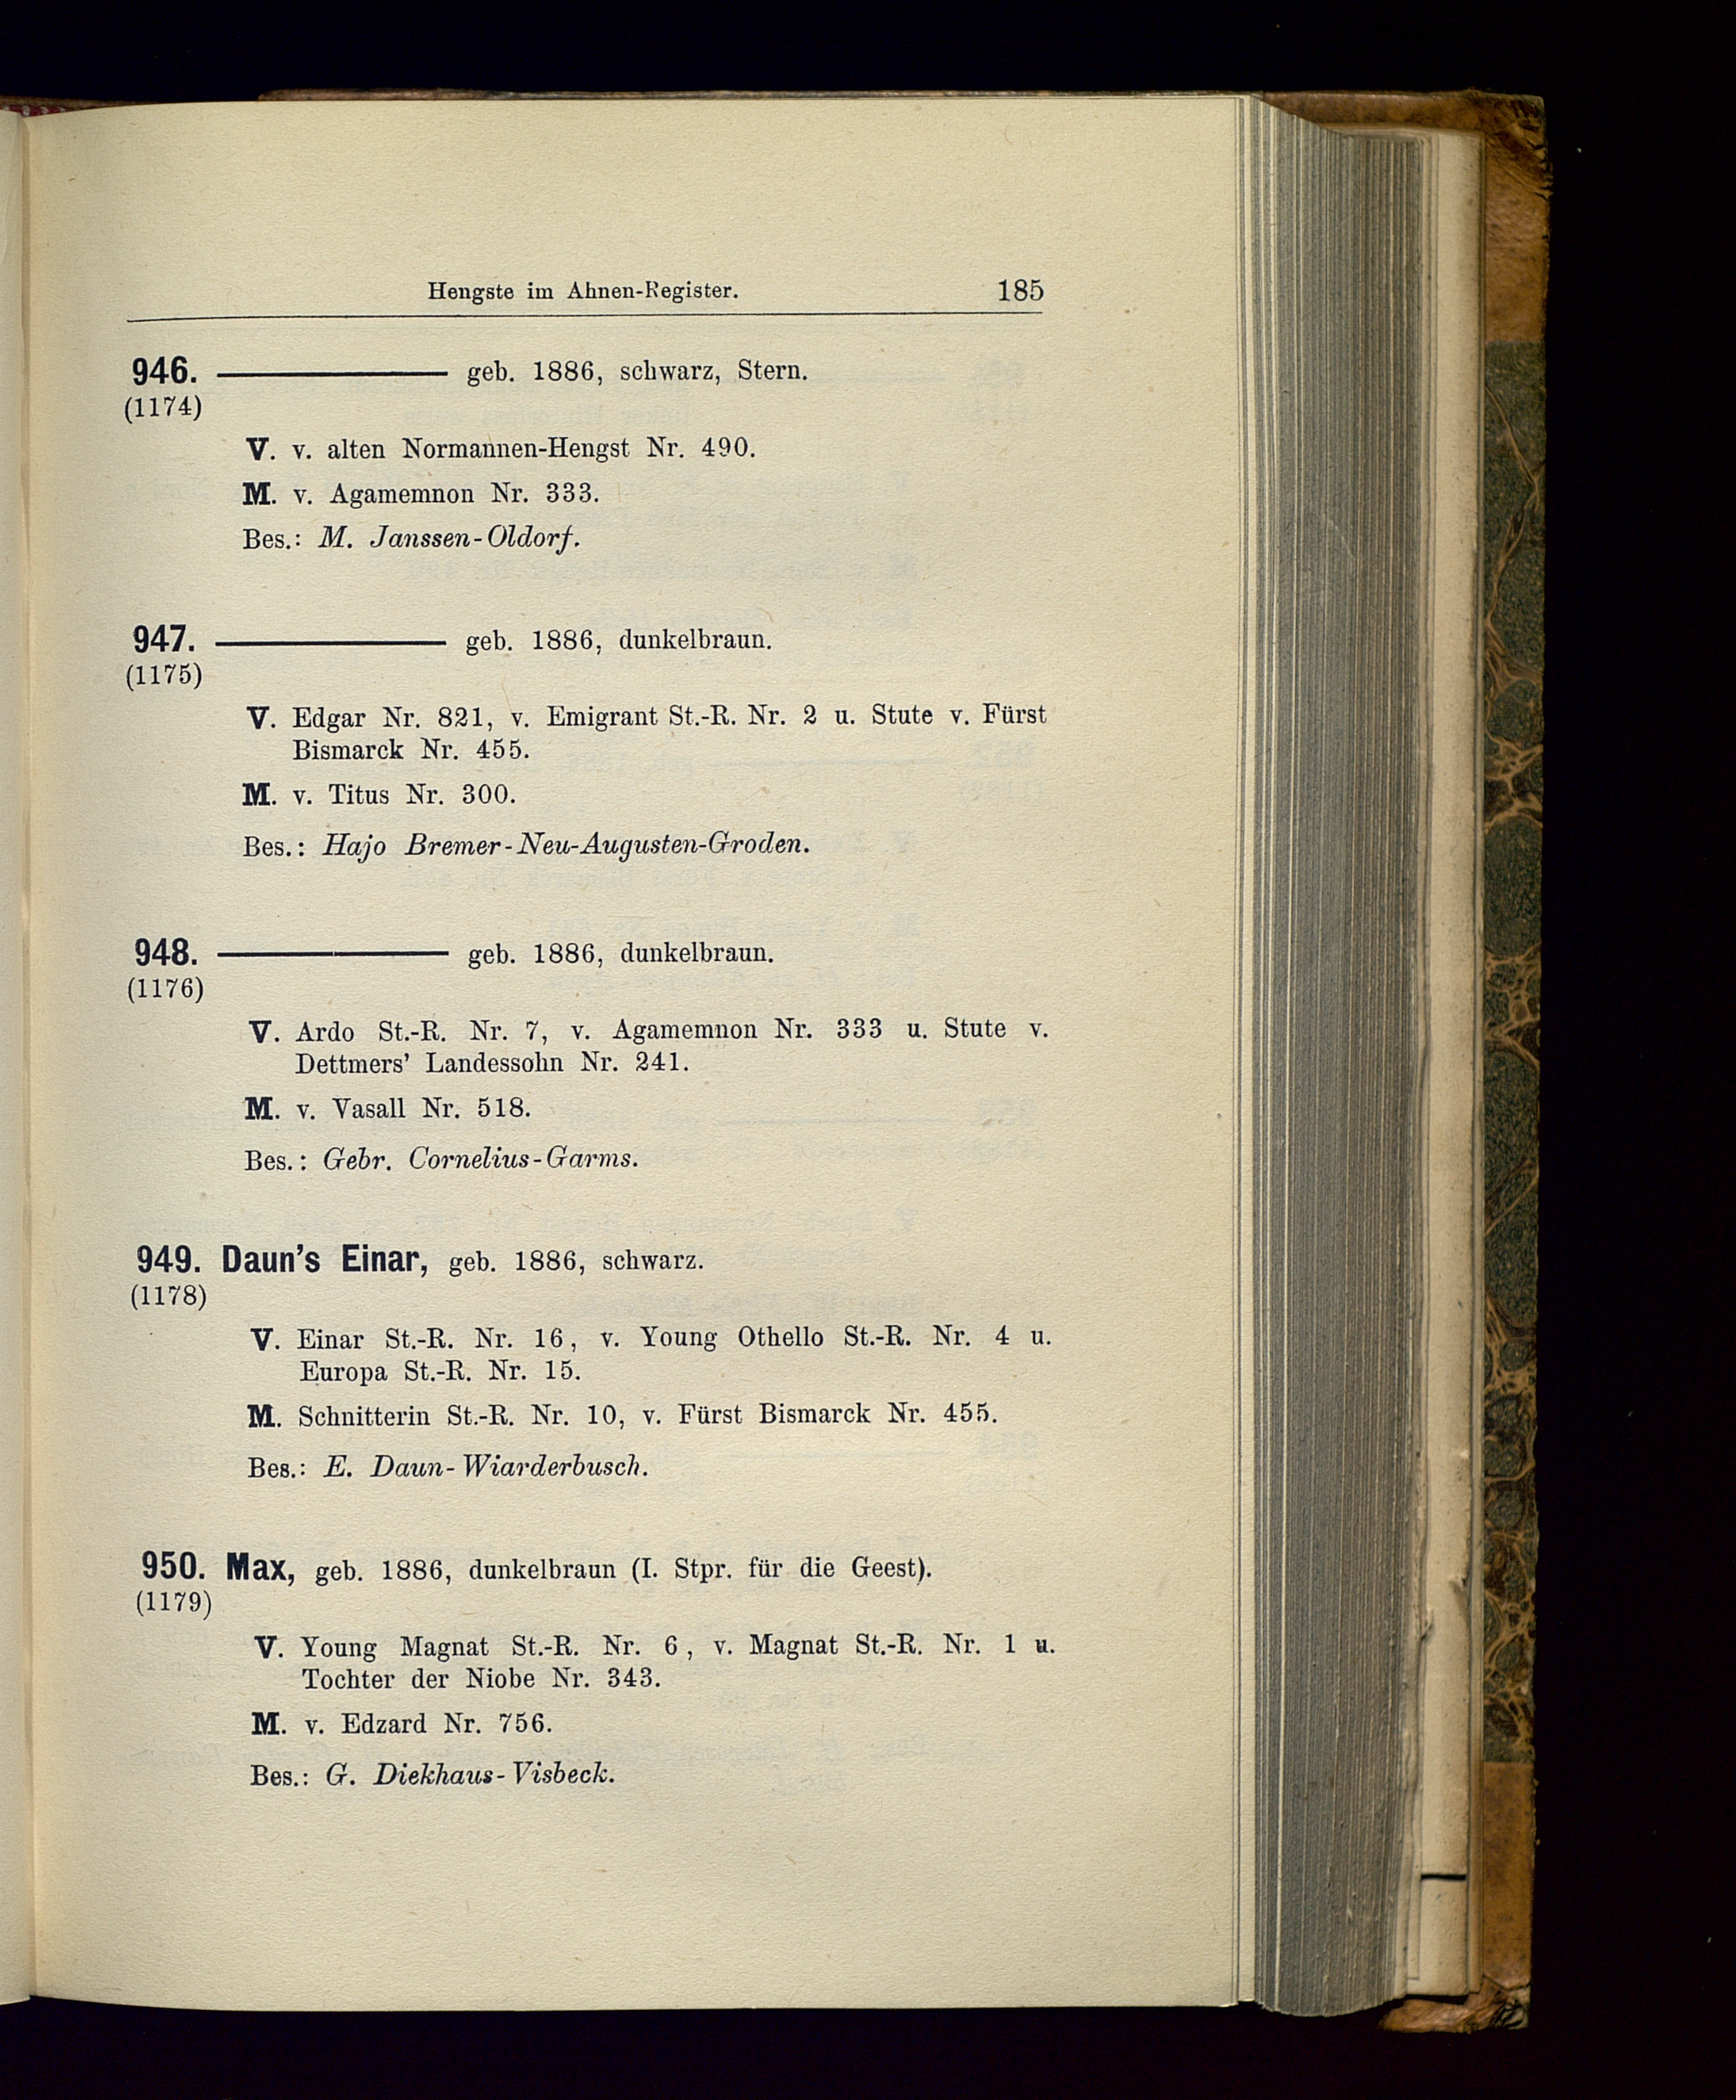 Hengste im Ahnen-Register. 185
946. ——— geb. 1886, schwarz, Stern.
(1174)
V. v. alten Normannen-Hengst Nr. 490.
M. v. Agamemnon Nr. 333.
Bes.: M. Janssen-Oldorf.
947. ——— geb. 1886, dunkelbraun.
(1175)
V. Edgar Nr. 821, v. Emigrant St.-R. Nr. 2 u. Stute v. Fürst
Bismarck Nr. 455.
M. v. Titus Nr. 300.
Bes.: Hajo Bremer-Neu-Augusten-Groden.
948. ——— geb. 1886, dunkelbraun.
(1176)
V. Ardo St.-R. Nr. 7, v. Agamemnon Nr. 333 u. Stute v.
Dettmers' Landessohn Nr. 241.
M. v. Vasall Nr. 518.
Bes.: Gebr. Cornelius-Garms.
949. Daun's Einar, geb. 1886, schwarz.
(1178)
V. Einar St.-R. Nr. 16, v. Young Othello St.-R. Nr. 4 u.
Europa St.-R. Nr. 15.
M. Schnitterin St.-R. Nr. 10, v. Fürst Bismarck Nr. 455.
Bes.: E. Daun-Wiarderbusch.
950. Max, geb. 1886, dunkelbraun (I. Stpr. für die Geest).
(1179)
V. Young Magnat St.-R. Nr. 6, v. Magnat St.-R. Nr. 1 u.
Tochter der Niobe Nr. 343.
M. v. Edzard Nr. 756.
Bes.: G. Diekhaus-Visbeck.